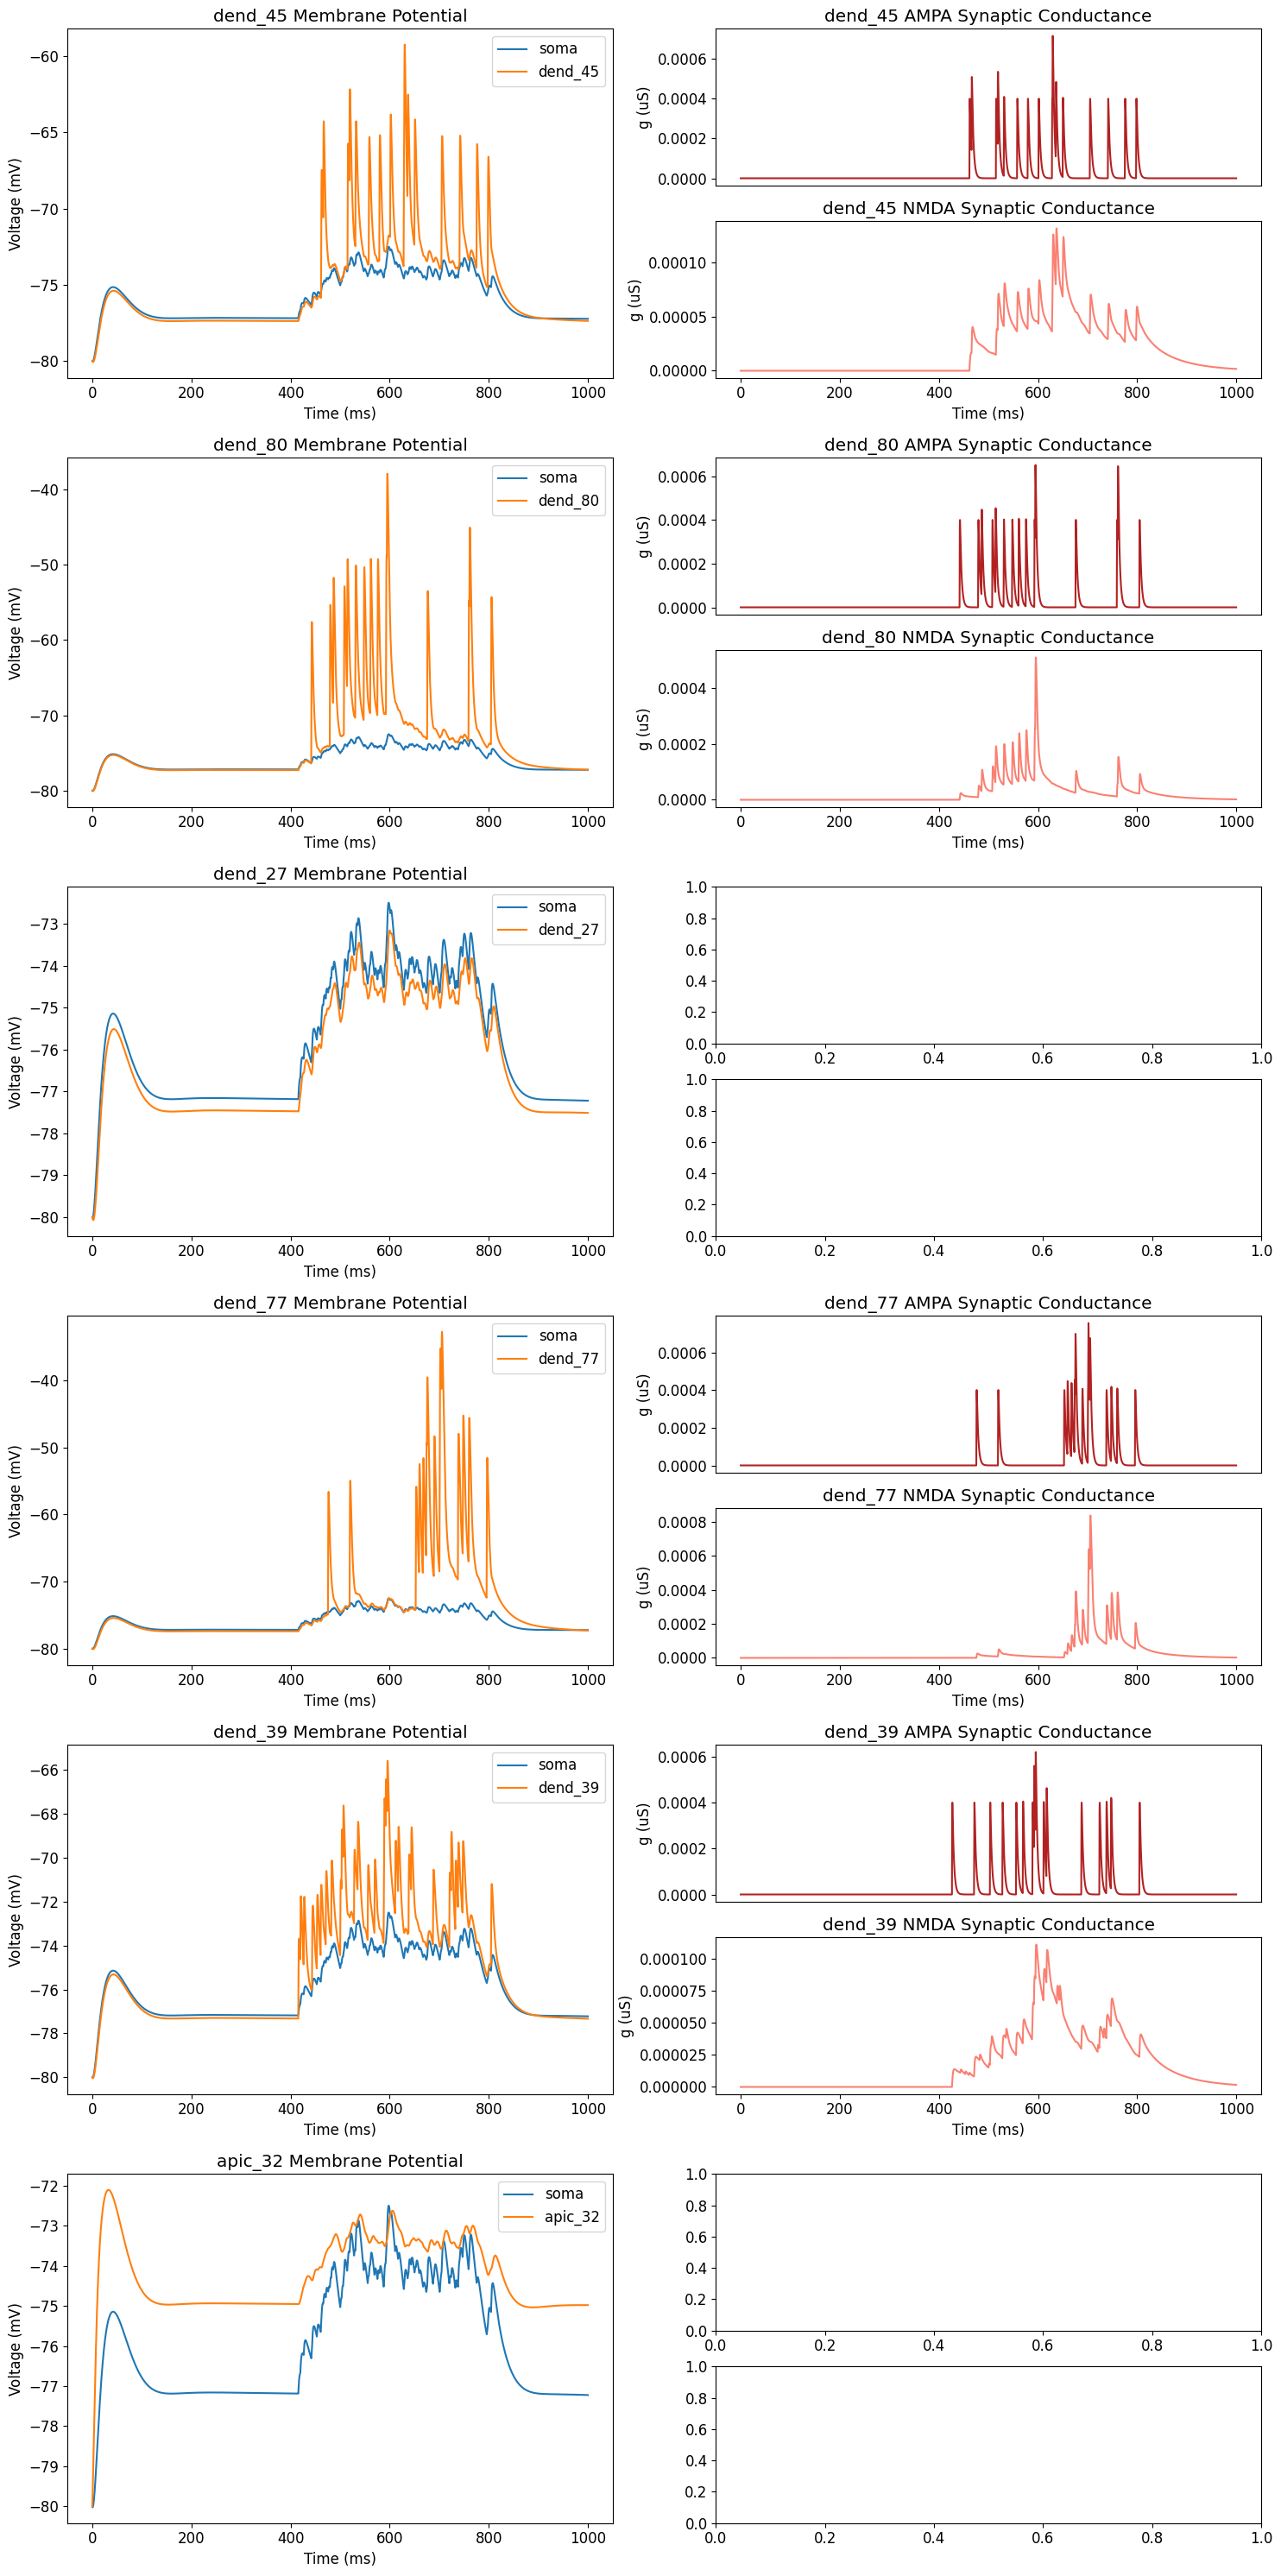 dend_45 Membrane Potential
Voltage (mV)
−60
−65
−70
−75
−80
soma
dend_45
0 200 400 600 800 1000
Time (ms)
dend_45 AMPA Synaptic Conductance
g (uS)
0.0006
0.0004
0.0002
0.0000
dend_45 NMDA Synaptic Conductance
g (uS)
0.00010
0.00005
0.00000
0 200 400 600 800 1000
Time (ms)
dend_80 Membrane Potential
Voltage (mV)
−40
−50
−60
−70
−80
soma
dend_80
0 200 400 600 800 1000
Time (ms)
dend_80 AMPA Synaptic Conductance
g (uS)
0.0006
0.0004
0.0002
0.0000
dend_80 NMDA Synaptic Conductance
g (uS)
0.0004
0.0002
0.0000
0 200 400 600 800 1000
Time (ms)
dend_27 Membrane Potential
Voltage (mV)
−73
−74
−75
−76
−77
−78
−79
−80
soma
dend_27
0 200 400 600 800 1000
Time (ms)
1.0
0.8
0.6
0.4
0.2
0.0
0.0 0.2 0.4 0.6 0.8 1.0
1.0
0.8
0.6
0.4
0.2
0.0
0.0 0.2 0.4 0.6 0.8 1.0
dend_77 Membrane Potential
Voltage (mV)
−40
−50
−60
−70
−80
soma
dend_77
0 200 400 600 800 1000
Time (ms)
dend_77 AMPA Synaptic Conductance
g (uS)
0.0006
0.0004
0.0002
0.0000
dend_77 NMDA Synaptic Conductance
g (uS)
0.0008
0.0006
0.0004
0.0002
0.0000
0 200 400 600 800 1000
Time (ms)
dend_39 Membrane Potential
Voltage (mV)
−66
−68
−70
−72
−74
−76
−78
−80
soma
dend_39
0 200 400 600 800 1000
Time (ms)
dend_39 AMPA Synaptic Conductance
g (uS)
0.0006
0.0004
0.0002
0.0000
dend_39 NMDA Synaptic Conductance
g (uS)
0.000100
0.000075
0.000050
0.000025
0.000000
0 200 400 600 800 1000
Time (ms)
apic_32 Membrane Potential
Voltage (mV)
−72
−73
−74
−75
−76
−77
−78
−79
−80
soma
apic_32
0 200 400 600 800 1000
Time (ms)
1.0
0.8
0.6
0.4
0.2
0.0
0.0 0.2 0.4 0.6 0.8 1.0
1.0
0.8
0.6
0.4
0.2
0.0
0.0 0.2 0.4 0.6 0.8 1.0